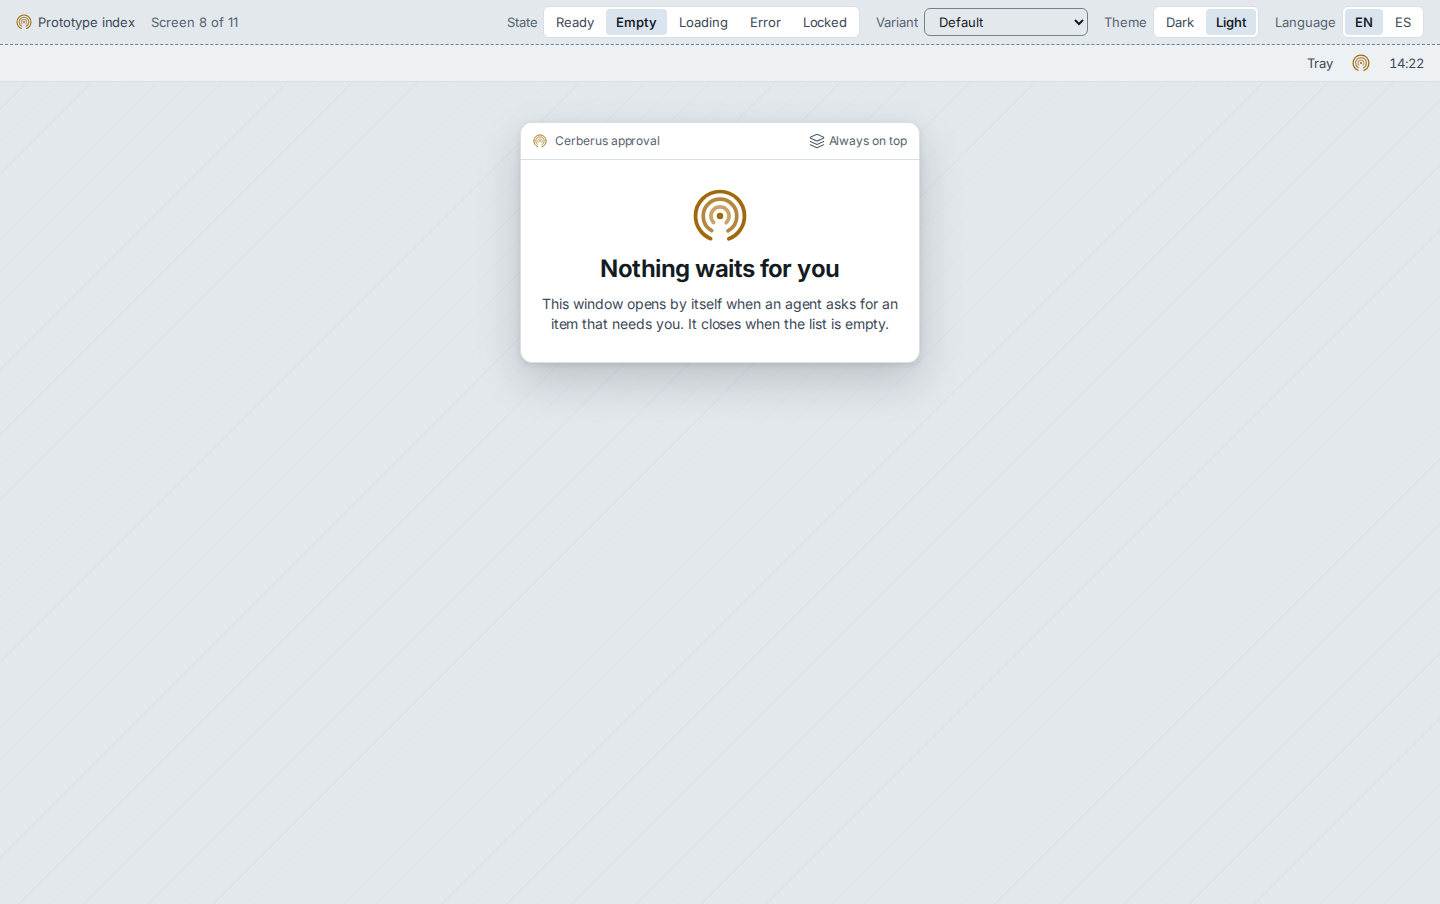 Prototype index Screen 8 of 11 State Ready Empty Loading Error Locked Variant Default Theme Dark Light Language EN ES
Tray 14:22
Cerberus approval Always on top
Nothing waits for you
This window opens by itself when an agent asks for an
item that needs you. It closes when the list is empty.